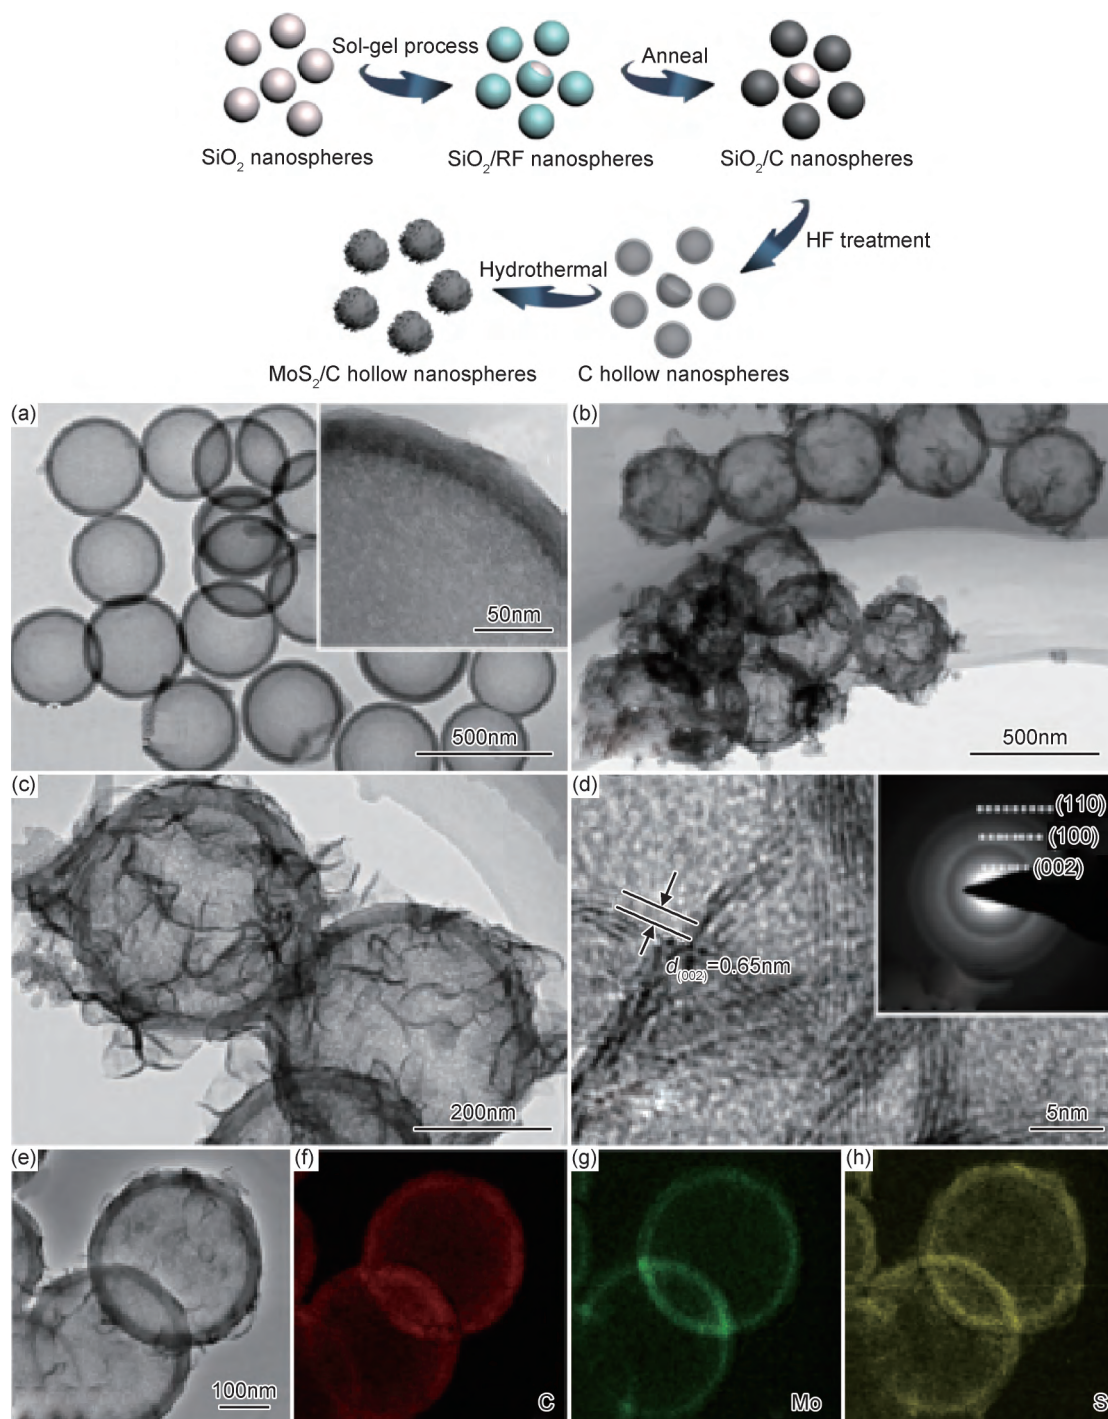 Sol-gel process
Anneal
SiO₂ nanospheres
SiO₂/RF nanospheres
SiO₂/C nanospheres
HF treatment
Hydrothermal
MoS₂/C hollow nanospheres
C hollow nanospheres
(a)
50nm
500nm
(b)
500nm
(c)
200nm
(d)
(110)
(100)
(002)
d(002)=0.65nm
5nm
(e)
100nm
(f)
C
(g)
Mo
(h)
S